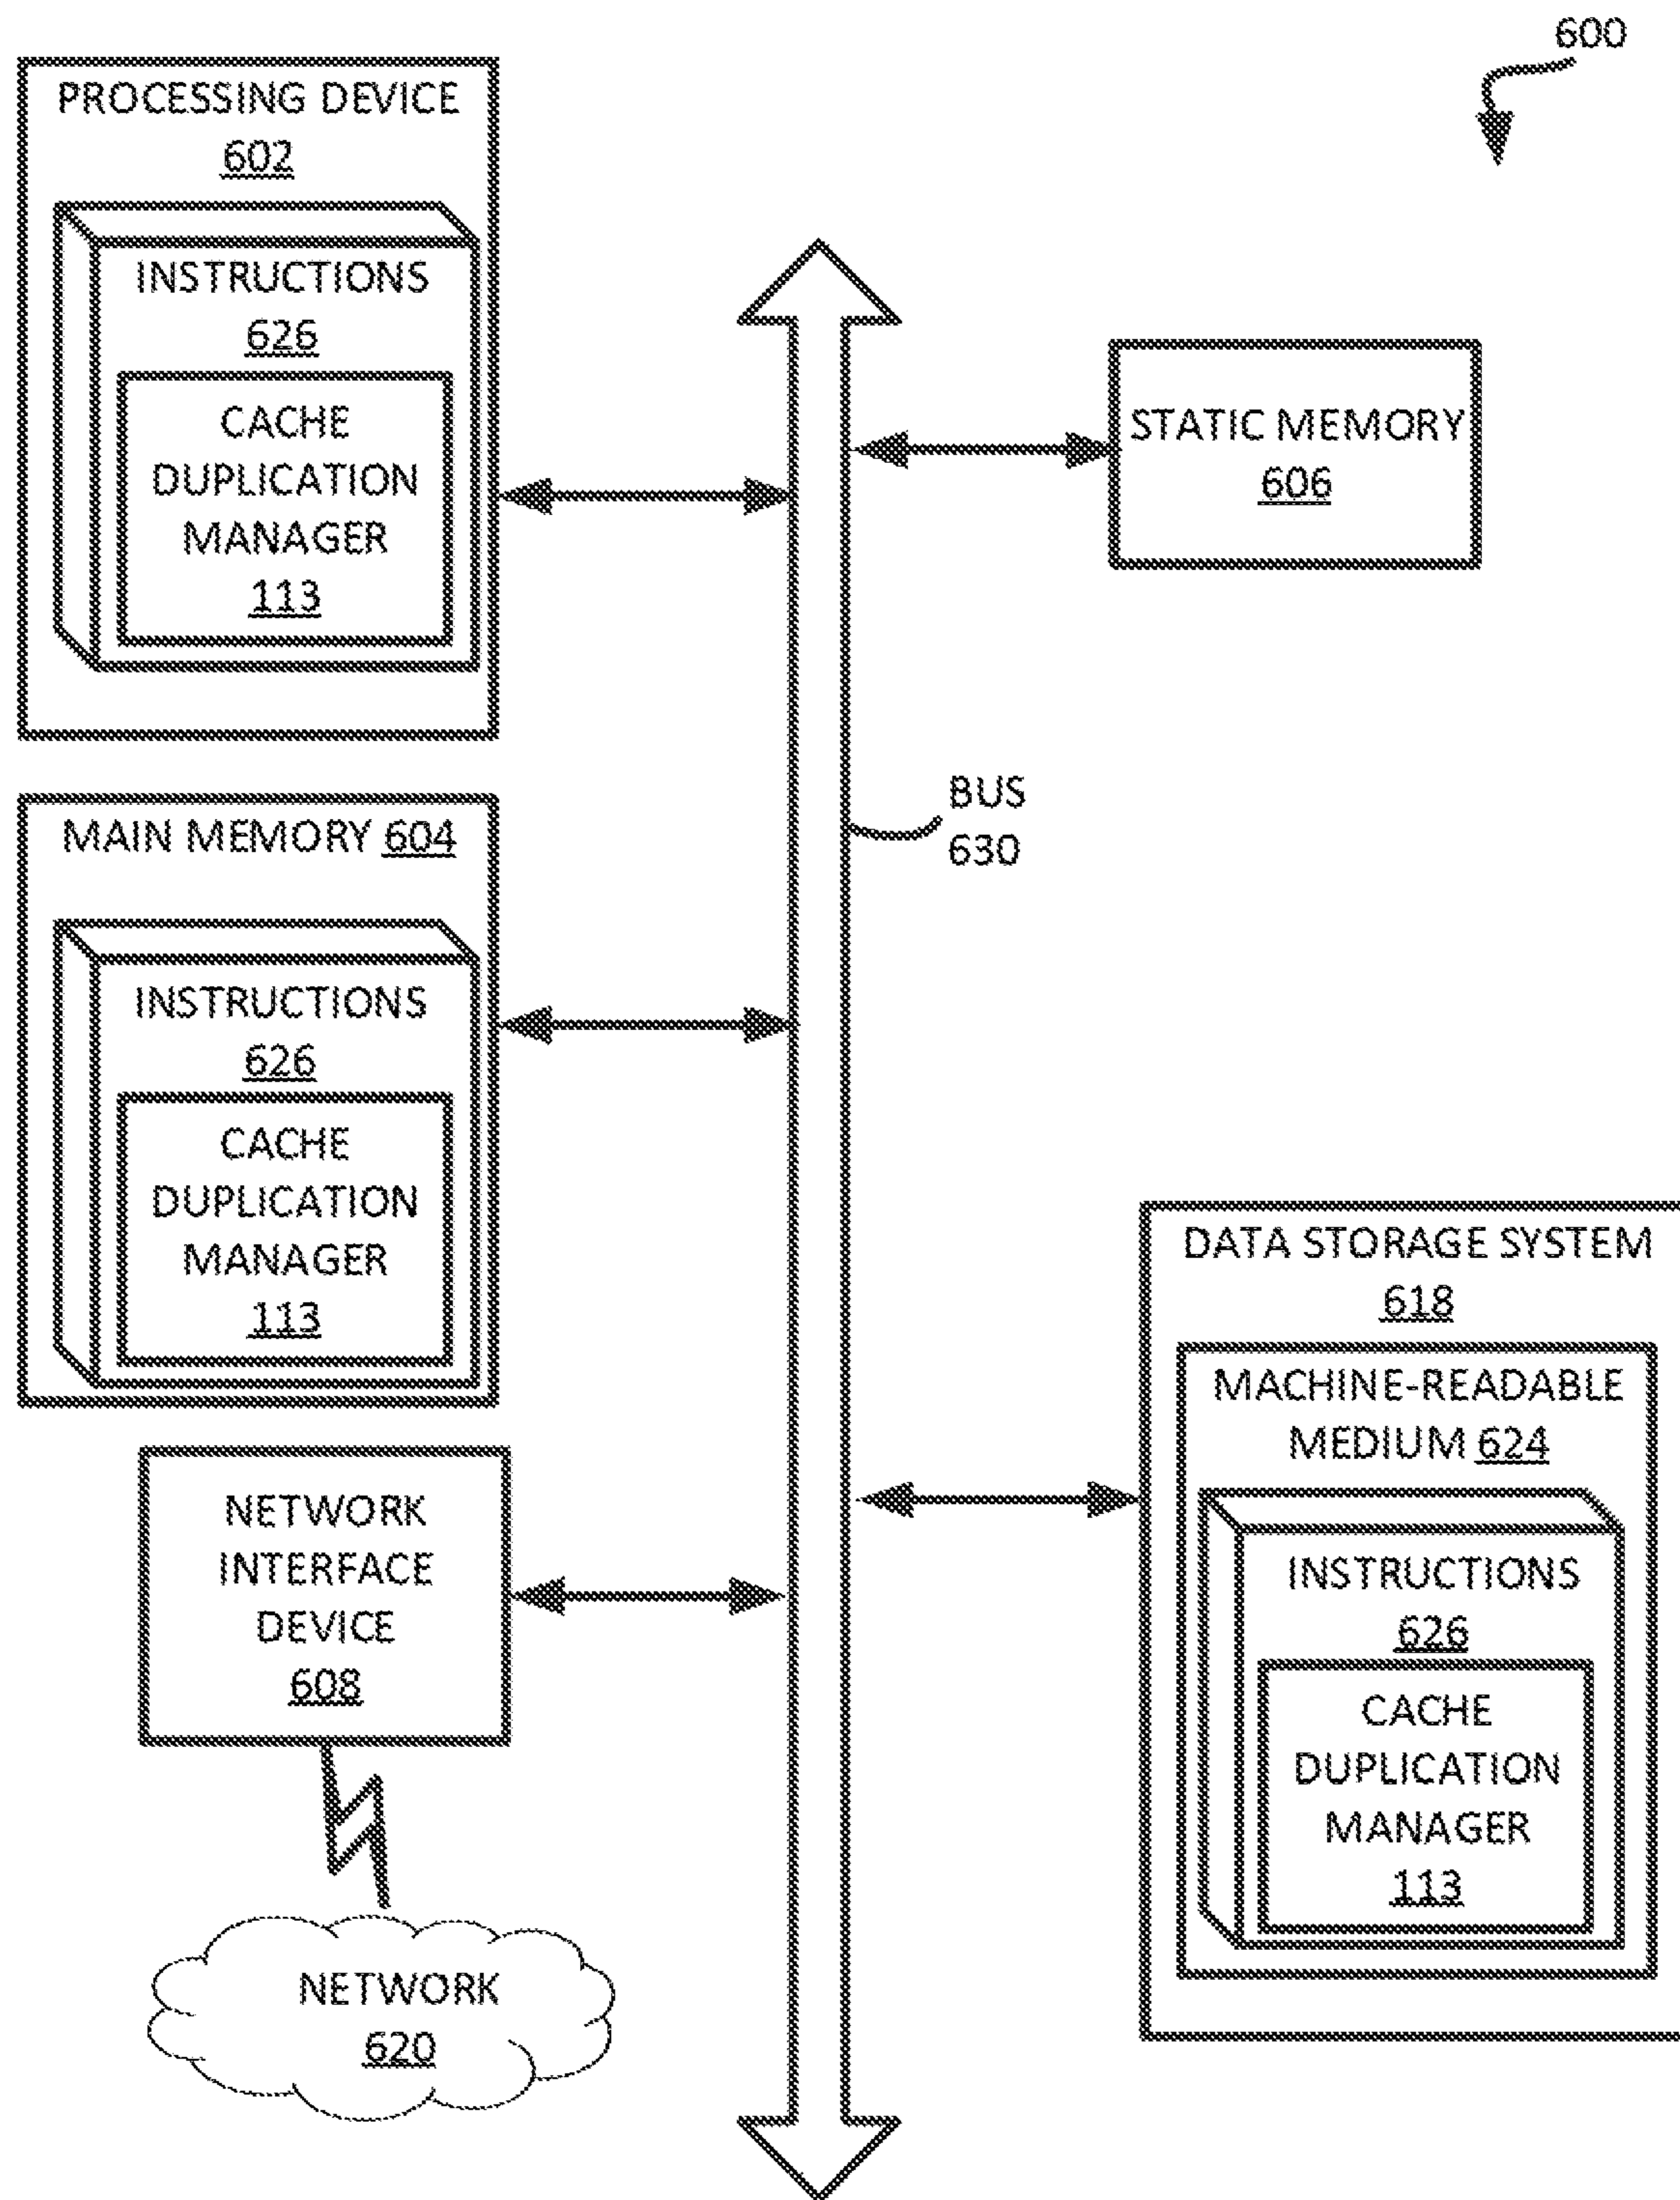 600
PROCESSING DEVICE
602
INSTRUCTIONS
626
CACHE
DUPLICATION
MANAGER
113
STATIC MEMORY
606
BUS
630
MAIN MEMORY 604
INSTRUCTIONS
626
CACHE
DUPLICATION
MANAGER
113
DATA STORAGE SYSTEM
618
MACHINE-READABLE
MEDIUM 624
INSTRUCTIONS
626
CACHE
DUPLICATION
MANAGER
113
NETWORK
INTERFACE
DEVICE
608
NETWORK
620